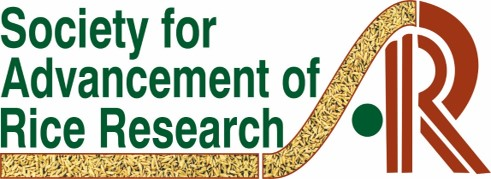 Society for
Advancement of
Rice Research